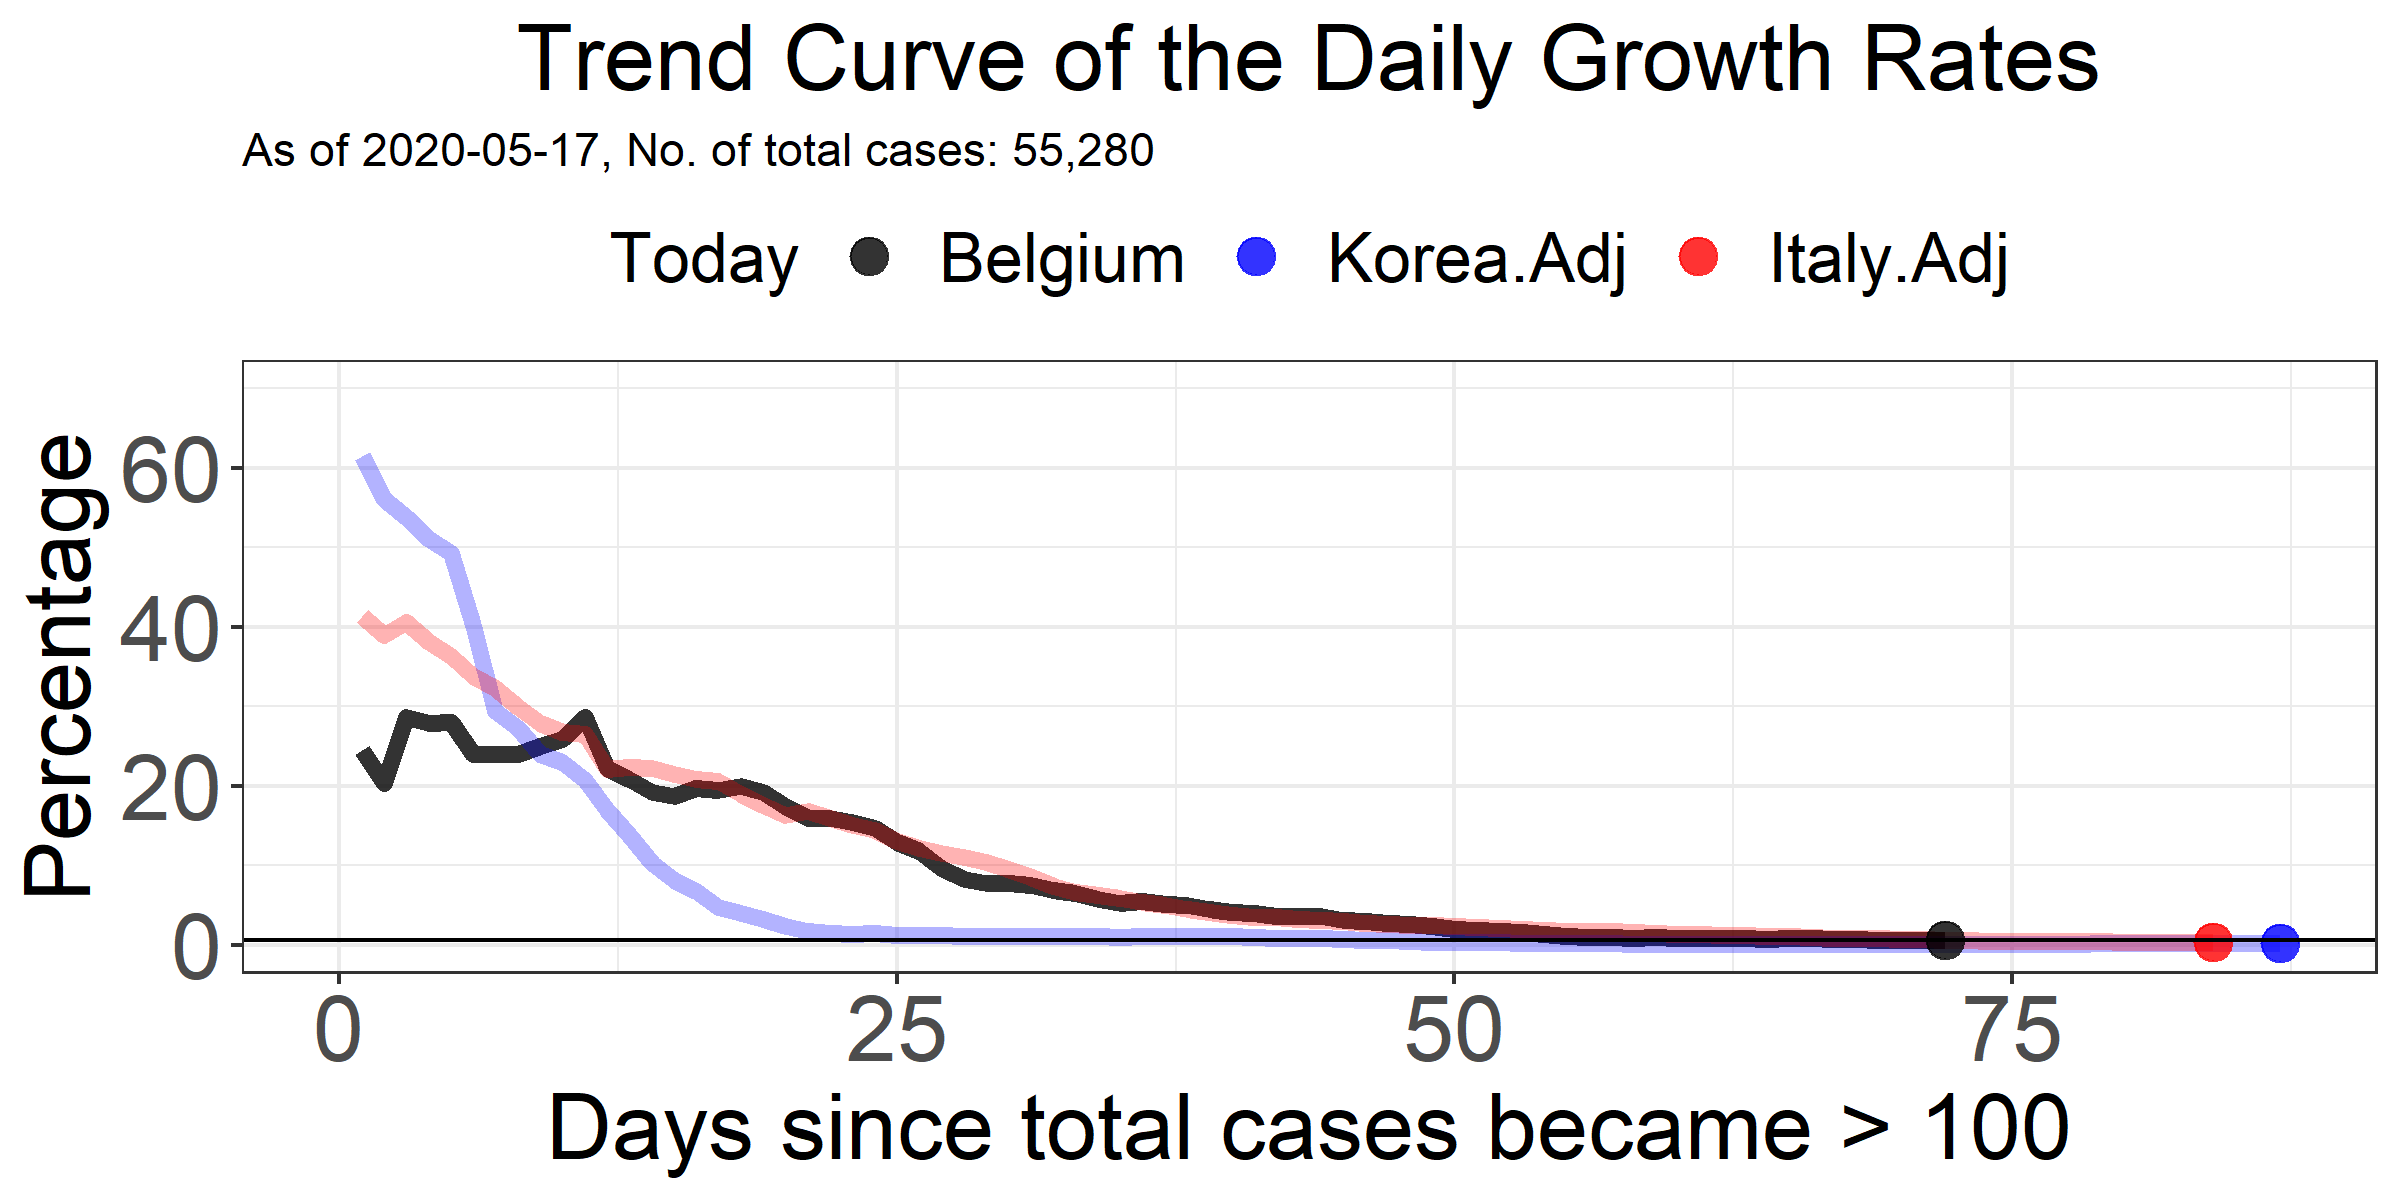 Trend Curve of the Daily Growth Rates
As of 2020-05-17, No. of total cases: 55,280
Today Belgium Korea.Adj Italy.Adj
Percentage
60
40
20
0
0 25 50 75
Days since total cases became > 100